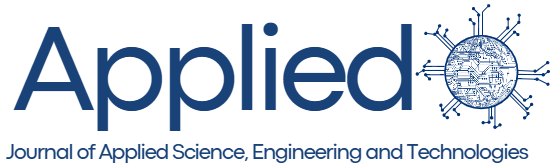 Applied
Journal of Applied Science, Engineering and Technologies